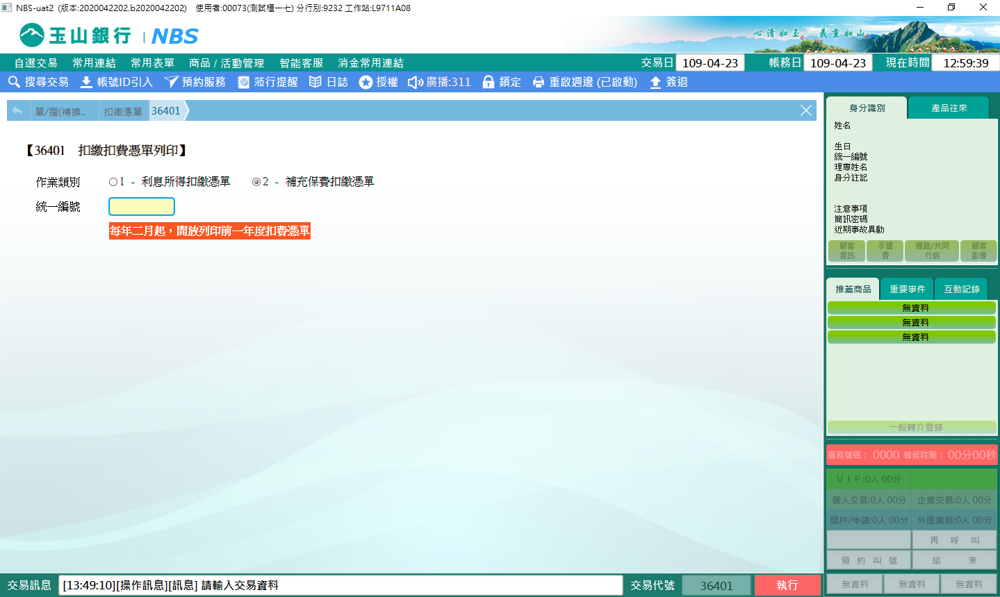 NBS-uat2 (版本:2020042202.b2020042202) 使用者:00073(測試櫃一七) 分行別:9232 工作站:L9711A08
玉山銀行 | NBS
心清如玉。義重如山。
自選交易 常用連結 常用表單 商品 / 活動管理 智能客服 消金常用連結 交易日 109-04-23 帳務日 109-04-23 現在時間 12:59:39
搜尋交易 帳號ID引入 預約服務 蒞行提醒 日誌 授權 廣播:311 鎖定 重啟週邊 (已啟動) 簽退
單/摺(補換.. 扣繳憑單 36401
【36401 扣繳扣費憑單列印】
作業類別 1 - 利息所得扣繳憑單 2 - 補充保費扣繳憑單
統一編號
每年二月起，開放列印前一年度扣費憑單
身分識別 產品往來
姓名
生日
統一編號
理專姓名
身分註記
注意事項
簡訊密碼
近期事故異動
顧客資訊 手續費 通路/共同行銷 顧客影像
推薦商品 重要事件 互動記錄
無資料
無資料
無資料
一般轉介登錄
服務號碼： 0000 等候時間： 00分00秒
ＶＩＰ:0人 00分
個人交易:0人 00分 企業交易:0人 00分
開戶/申請:0人 00分 外匯業務:0人 00分
再 呼 叫
預 約 叫 號 結 束
無資料 無資料 無資料
交易訊息 [13:49:10][操作訊息][訊息] 請輸入交易資料 交易代號 36401 執行